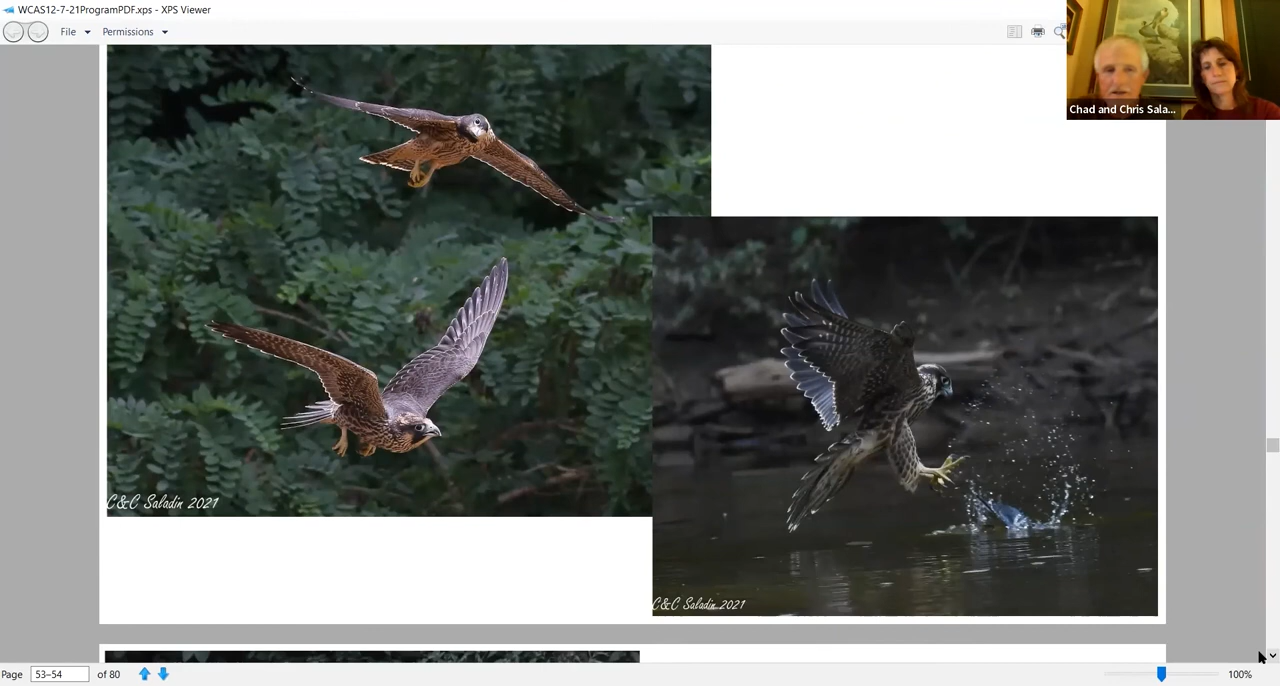 WCAS12-7-21ProgramPDF.xps - XPS Viewer
File Permissions
Chad and Chris Sala...
C&C Saladin 2021
C&C Saladin 2021
Page 53–54 of 80
100%